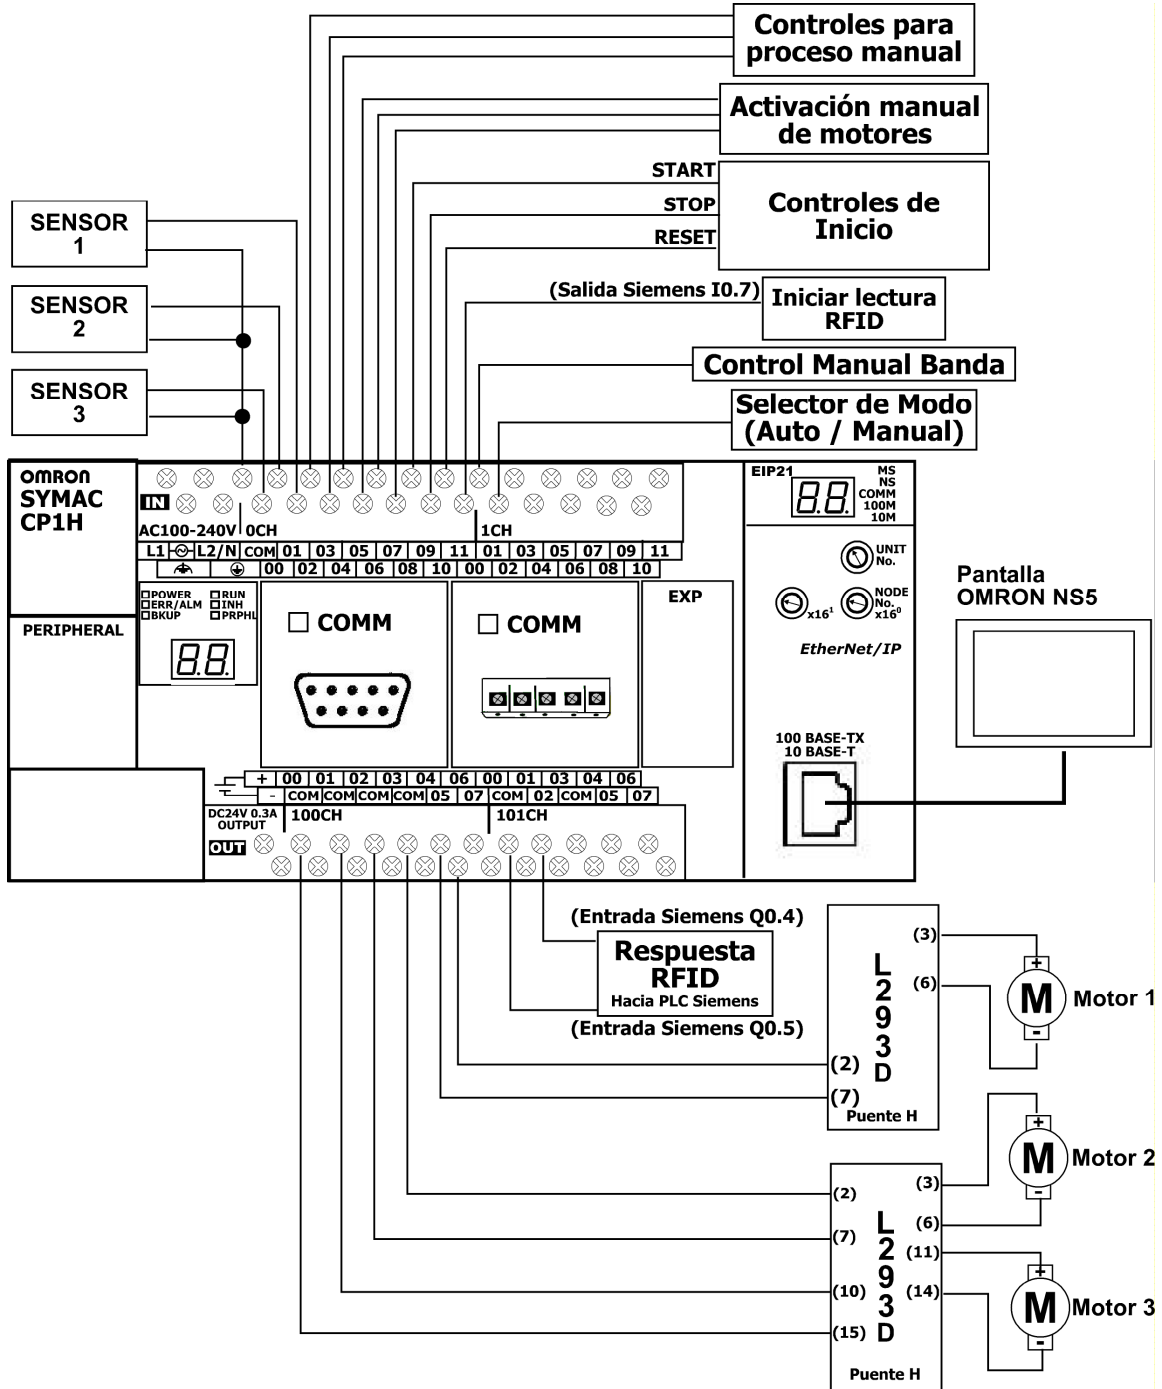 Controles para
proceso manual
Activación manual
de motores
START
STOP
RESET
Controles de
Inicio
SENSOR
1
SENSOR
2
SENSOR
3
(Salida Siemens I0.7)
Iniciar lectura
RFID
Control Manual Banda
Selector de Modo
(Auto / Manual)
OMRON
SYMAC
CP1H
IN
AC100-240V 0CH 1CH
L1 L2/N COM 01 03 05 07 09 11 01 03 05 07 09 11
00 02 04 06 08 10 00 02 04 06 08 10
EIP21
8.8.
MS
NS
COMM
100M
10M
UNIT
No.
x16¹
NODE
No.
x16⁰
EtherNet/IP
100 BASE-TX
10 BASE-T
Pantalla
OMRON NS5
PERIPHERAL
POWER RUN
ERR/ALM INH
BKUP PRPHL
8.8.
COMM
COMM
EXP
+ 00 01 02 03 04 06 00 01 03 04 06
- COM COM COM COM 05 07 COM 02 COM 05 07
DC24V 0.3A
OUTPUT
100CH 101CH
OUT
(Entrada Siemens Q0.4)
Respuesta
RFID
Hacia PLC Siemens
(Entrada Siemens Q0.5)
(3)
(6)
(2)
(7)
L
2
9
3
D
Puente H
+
M
-
Motor 1
(2)
(7)
(10)
(15)
(3)
(6)
(11)
(14)
L
2
9
3
D
Puente H
+
M
-
Motor 2
+
M
-
Motor 3